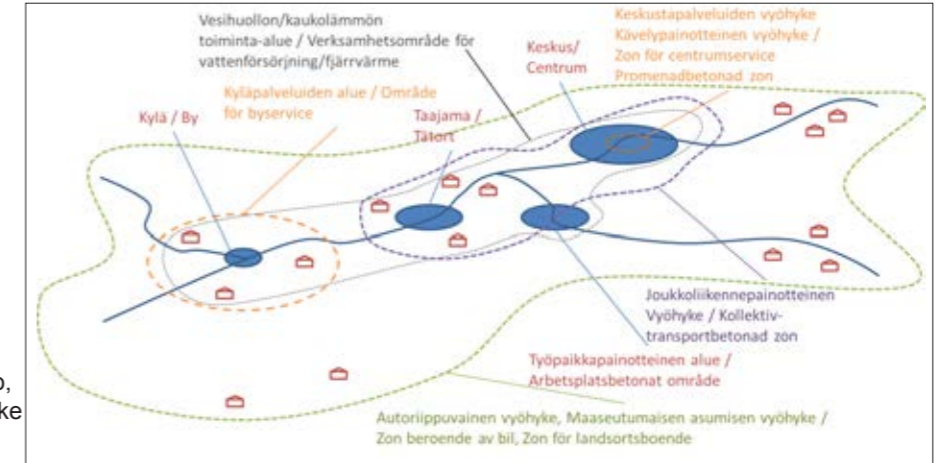 Vesihuollon/kaukolämmön
toiminta-alue / Verksamhetsområde för
vattenförsörjning/fjärrvärme
Keskus/
Centrum
Keskustapalveluiden vyöhyke
Kävelypainotteinen vyöhyke /
Zon för centrumservice
Promenadbetonad zon
Kylä / By
Kyläpalveluiden alue / Område
för byservice
Taajama /
Tätort
Joukkoliikennepainotteinen
Vyöhyke / Kollektiv-
transportbetonad zon
Työpaikkapainotteinen alue /
Arbetsplatsbetonat område
Autoriippuvainen vyöhyke, Maaseutumaisen asumisen vyöhyke /
Zon beroende av bil, Zon för landsortsboende
ke